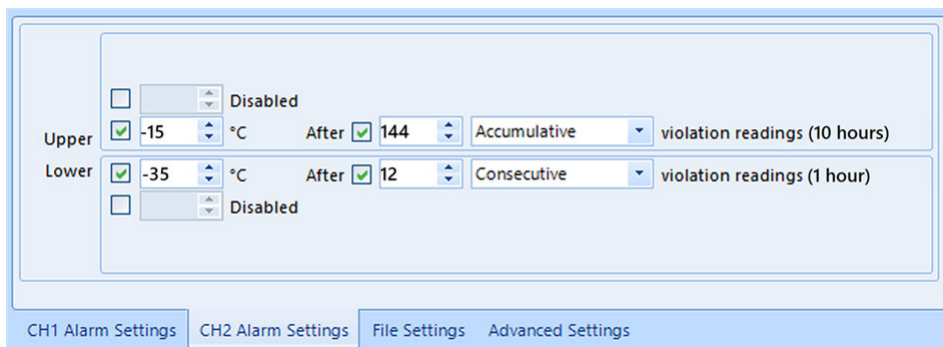 Disabled
Upper -15 °C After 144 Accumulative violation readings (10 hours)
Lower -35 °C After 12 Consecutive violation readings (1 hour)
Disabled
CH1 Alarm Settings CH2 Alarm Settings File Settings Advanced Settings